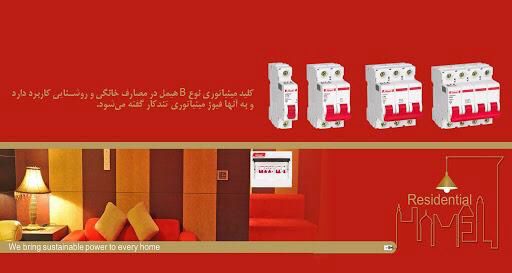 کلید مینیاتوری نوع B هیمل در مصارف خانگی و روشنایی کاربرد دارد
و به آنها فیوز مینیاتوری تندکار گفته می‌شود.
Residential
HIMEL
We bring sustainable power to every home